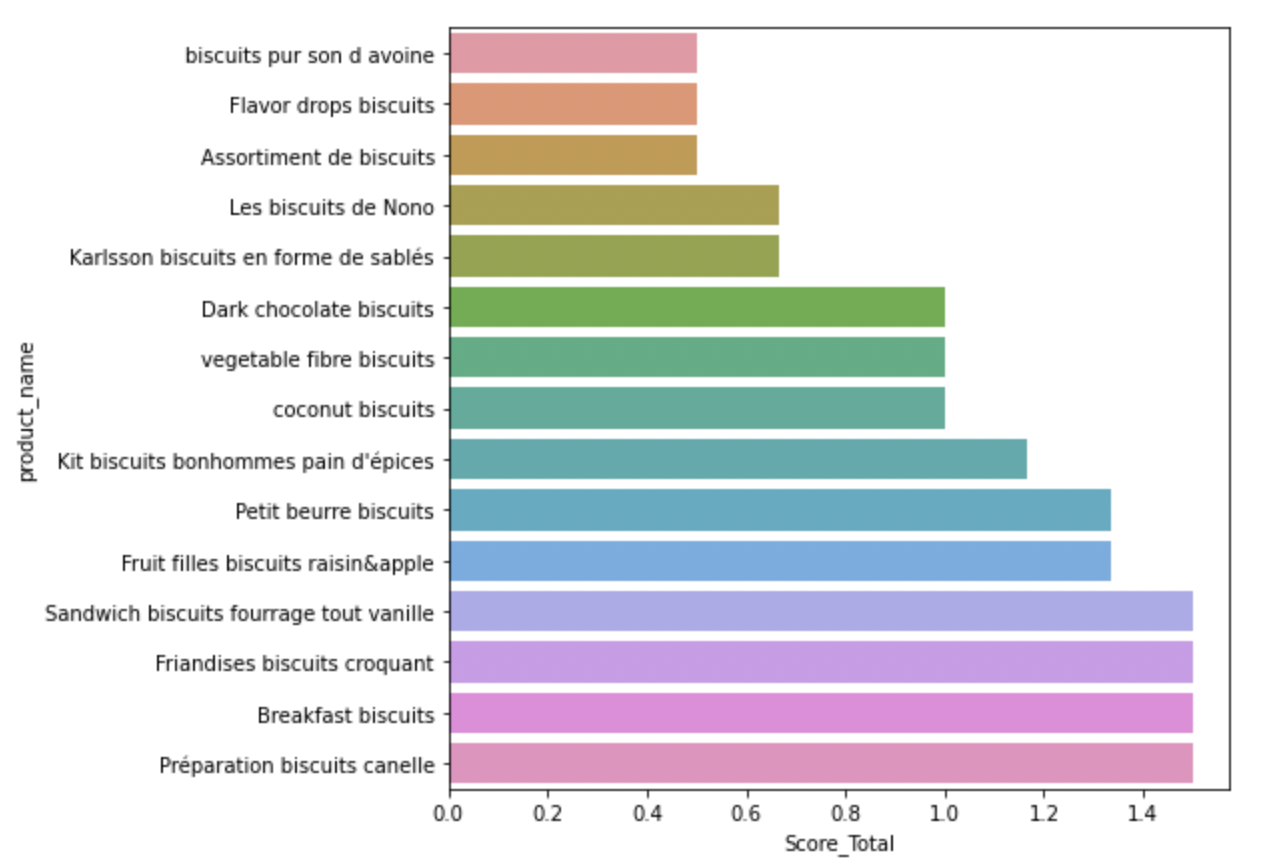 biscuits pur son d avoine
Flavor drops biscuits
Assortiment de biscuits
Les biscuits de Nono
Karlsson biscuits en forme de sablés
Dark chocolate biscuits
vegetable fibre biscuits
coconut biscuits
Kit biscuits bonhommes pain d'épices
Petit beurre biscuits
Fruit filles biscuits raisin&apple
Sandwich biscuits fourrage tout vanille
Friandises biscuits croquant
Breakfast biscuits
Préparation biscuits canelle
product_name
0.0 0.2 0.4 0.6 0.8 1.0 1.2 1.4
Score_Total